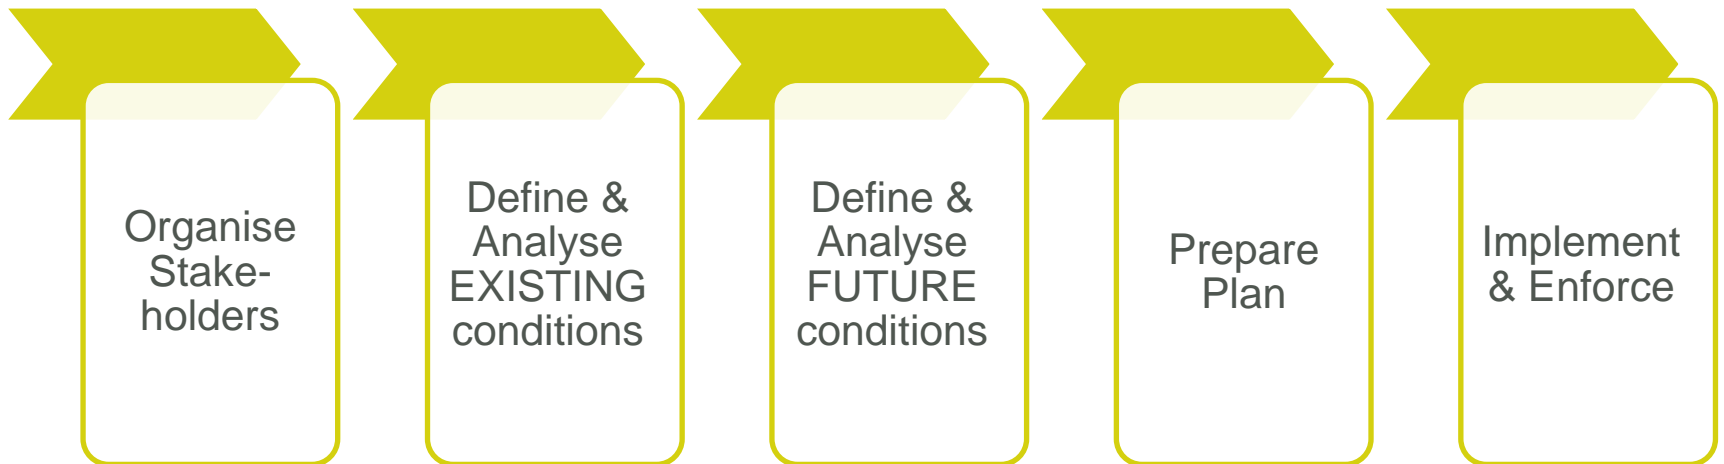 Organise
Stake-
holders
Define &
Analyse
EXISTING
conditions
Define &
Analyse
FUTURE
conditions
Prepare
Plan
Implement
& Enforce